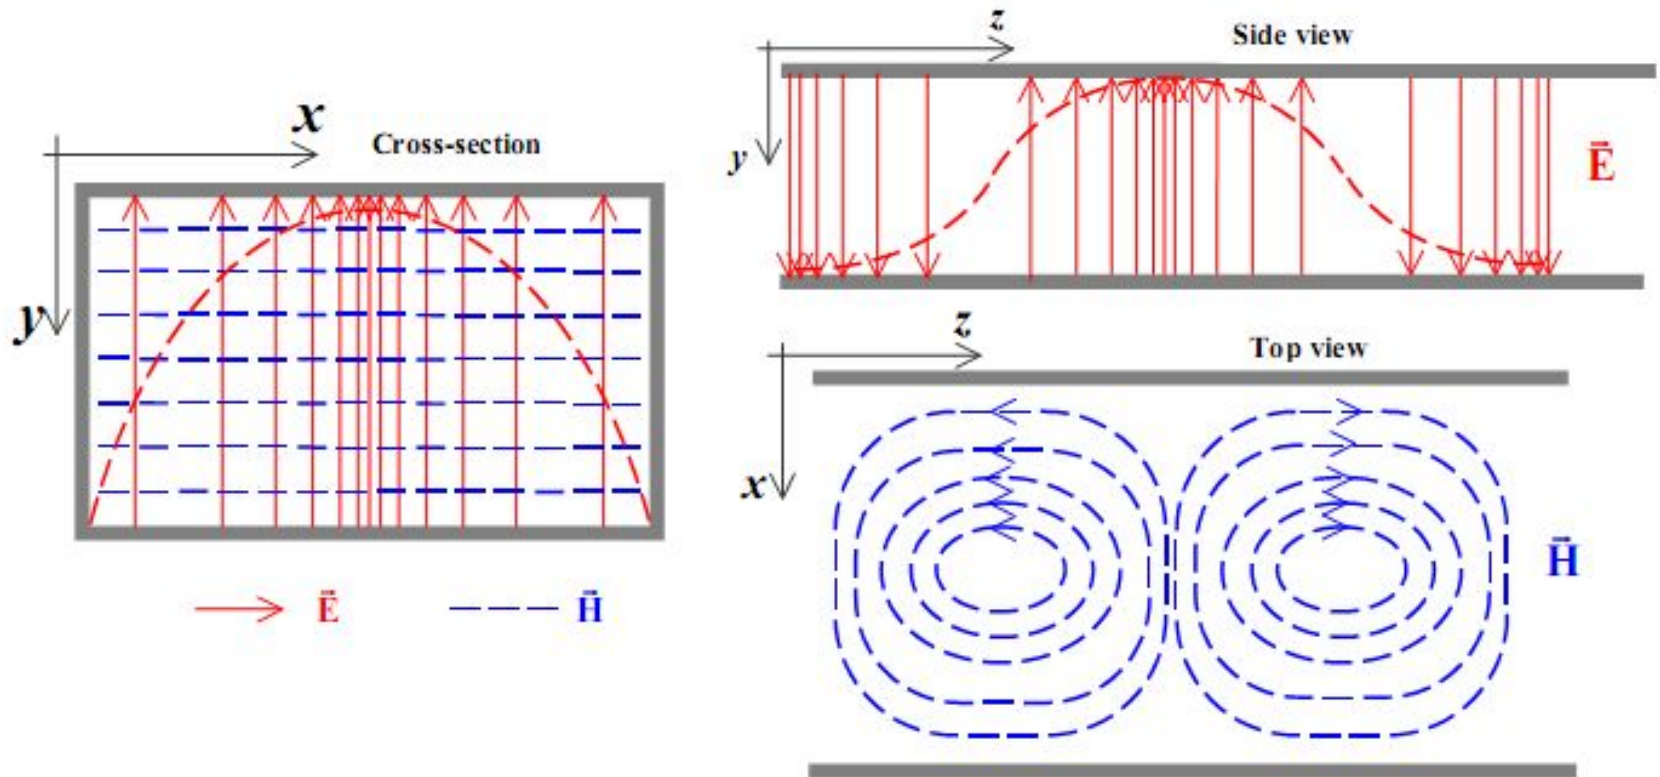 x
Cross-section
y
E⃗
H⃗
z
Side view
y
E⃗
z
Top view
x
H⃗